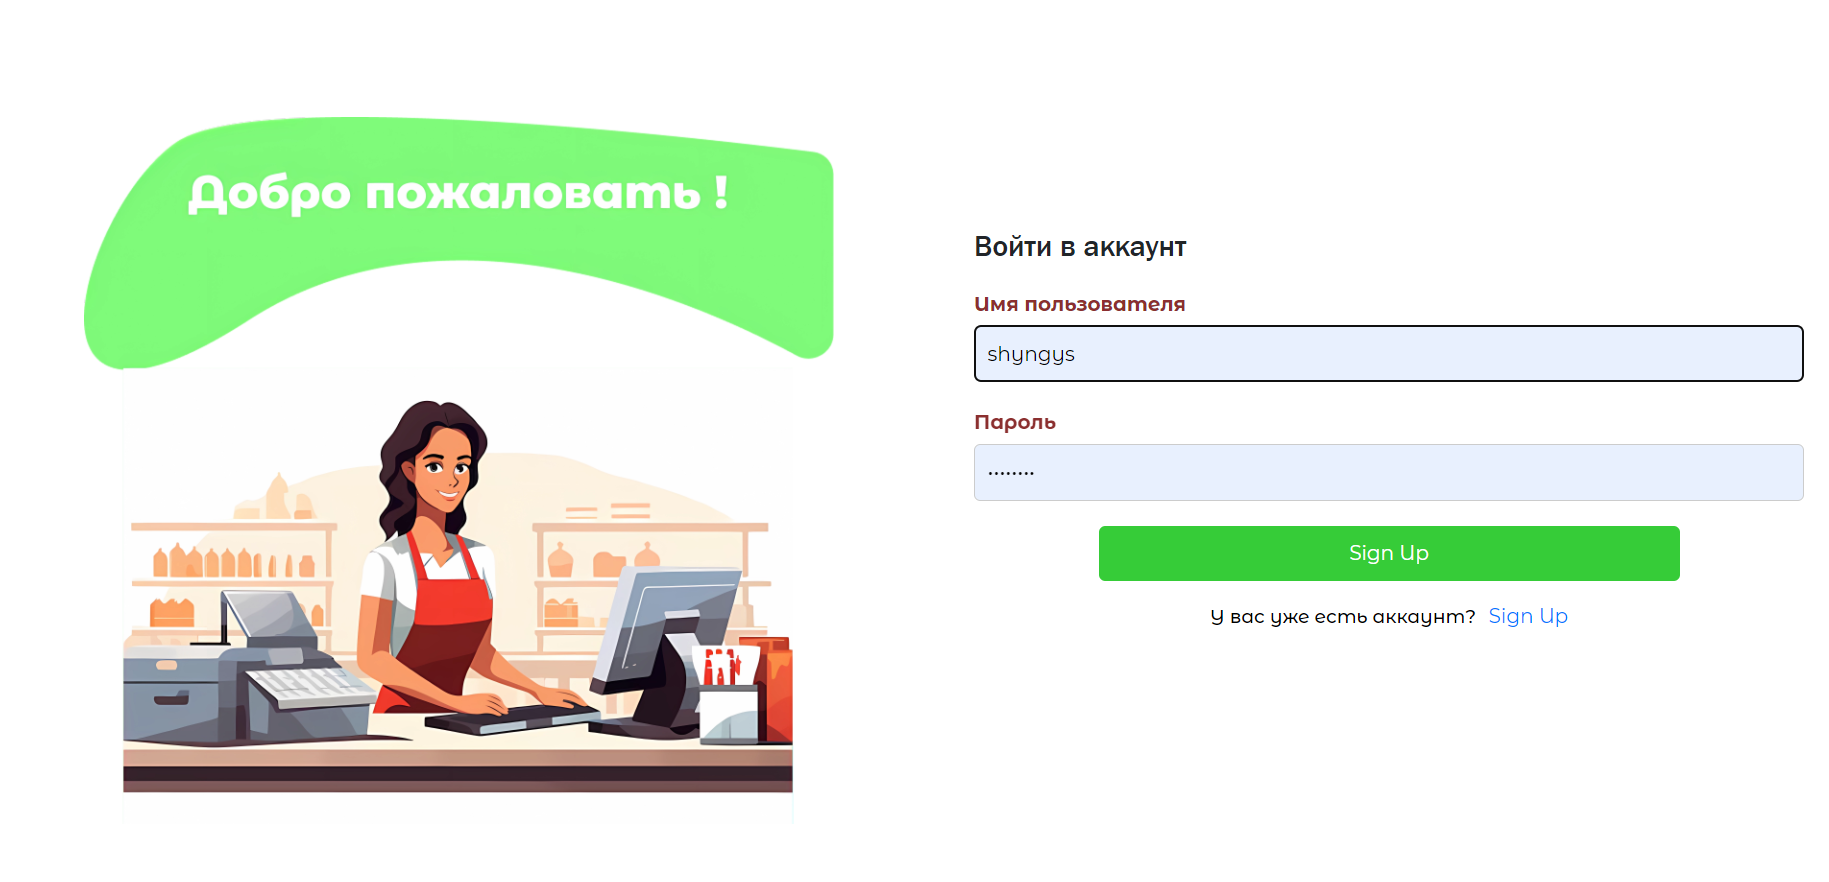 Добро пожаловать !
Войти в аккаунт
Имя пользователя
shyngys
Пароль
········
Sign Up
У вас уже есть аккаунт? Sign Up